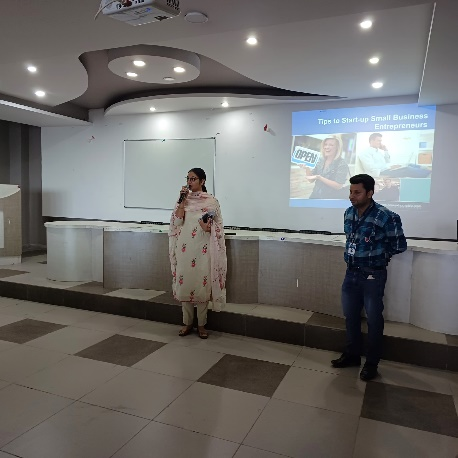 Tips to Start-up Small Business
Entrepreneurs
OPEN